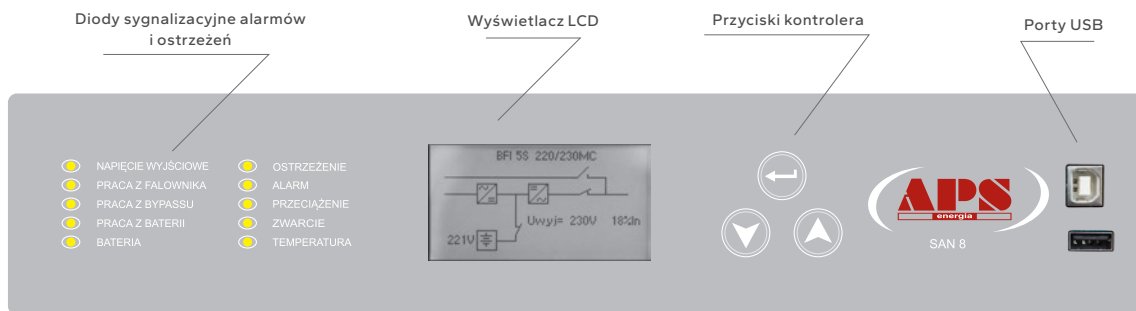 Diody sygnalizacyjne alarmów
i ostrzeżeń
Wyświetlacz LCD
Przyciski kontrolera
Porty USB
NAPIĘCIE WYJŚCIOWE
PRACA Z FALOWNIKA
PRACA Z BYPASSU
PRACA Z BATERII
BATERIA
OSTRZEŻENIE
ALARM
PRZECIĄŻENIE
ZWARCIE
TEMPERATURA
BFI 5S 220/230MC
Uwyj= 230V 18%In
221V
APS
energia
SAN 8